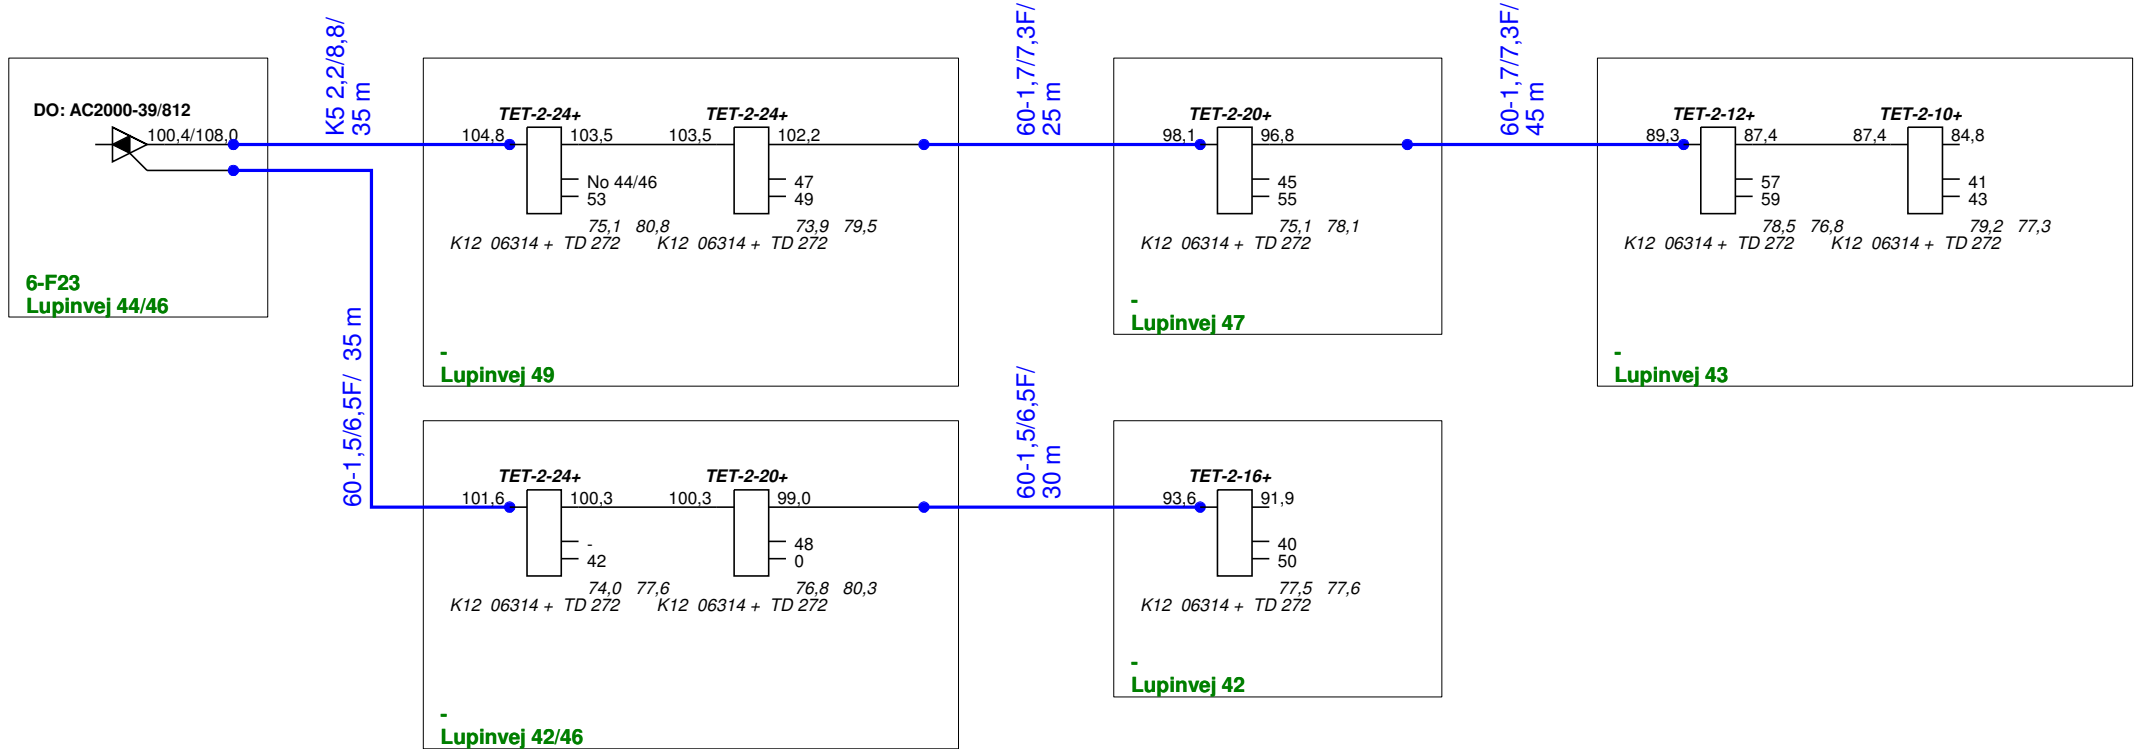 K5 2,2/8,8/
35 m
60-1,7/7,3F/
25 m
60-1,7/7,3F/
45 m
DO: AC2000-39/812
100,4/108,0
6-F23
Lupinvej 44/46
TET-2-24+
104,8
103,5
No 44/46
53
75,1 80,8
K12 06314 + TD 272
TET-2-24+
103,5
102,2
47
49
73,9 79,5
K12 06314 + TD 272
-
Lupinvej 49
TET-2-20+
98,1
96,8
45
55
75,1 78,1
K12 06314 + TD 272
-
Lupinvej 47
TET-2-12+
89,3
87,4
57
59
78,5 76,8
K12 06314 + TD 272
TET-2-10+
87,4
84,8
41
43
79,2 77,3
K12 06314 + TD 272
-
Lupinvej 43
60-1,5/6,5F/ 35 m
TET-2-24+
101,6
100,3
-
42
74,0 77,6
K12 06314 + TD 272
TET-2-20+
100,3
99,0
48
0
76,8 80,3
K12 06314 + TD 272
-
Lupinvej 42/46
60-1,5/6,5F/
30 m
TET-2-16+
93,6
91,9
40
50
77,5 77,6
K12 06314 + TD 272
-
Lupinvej 42